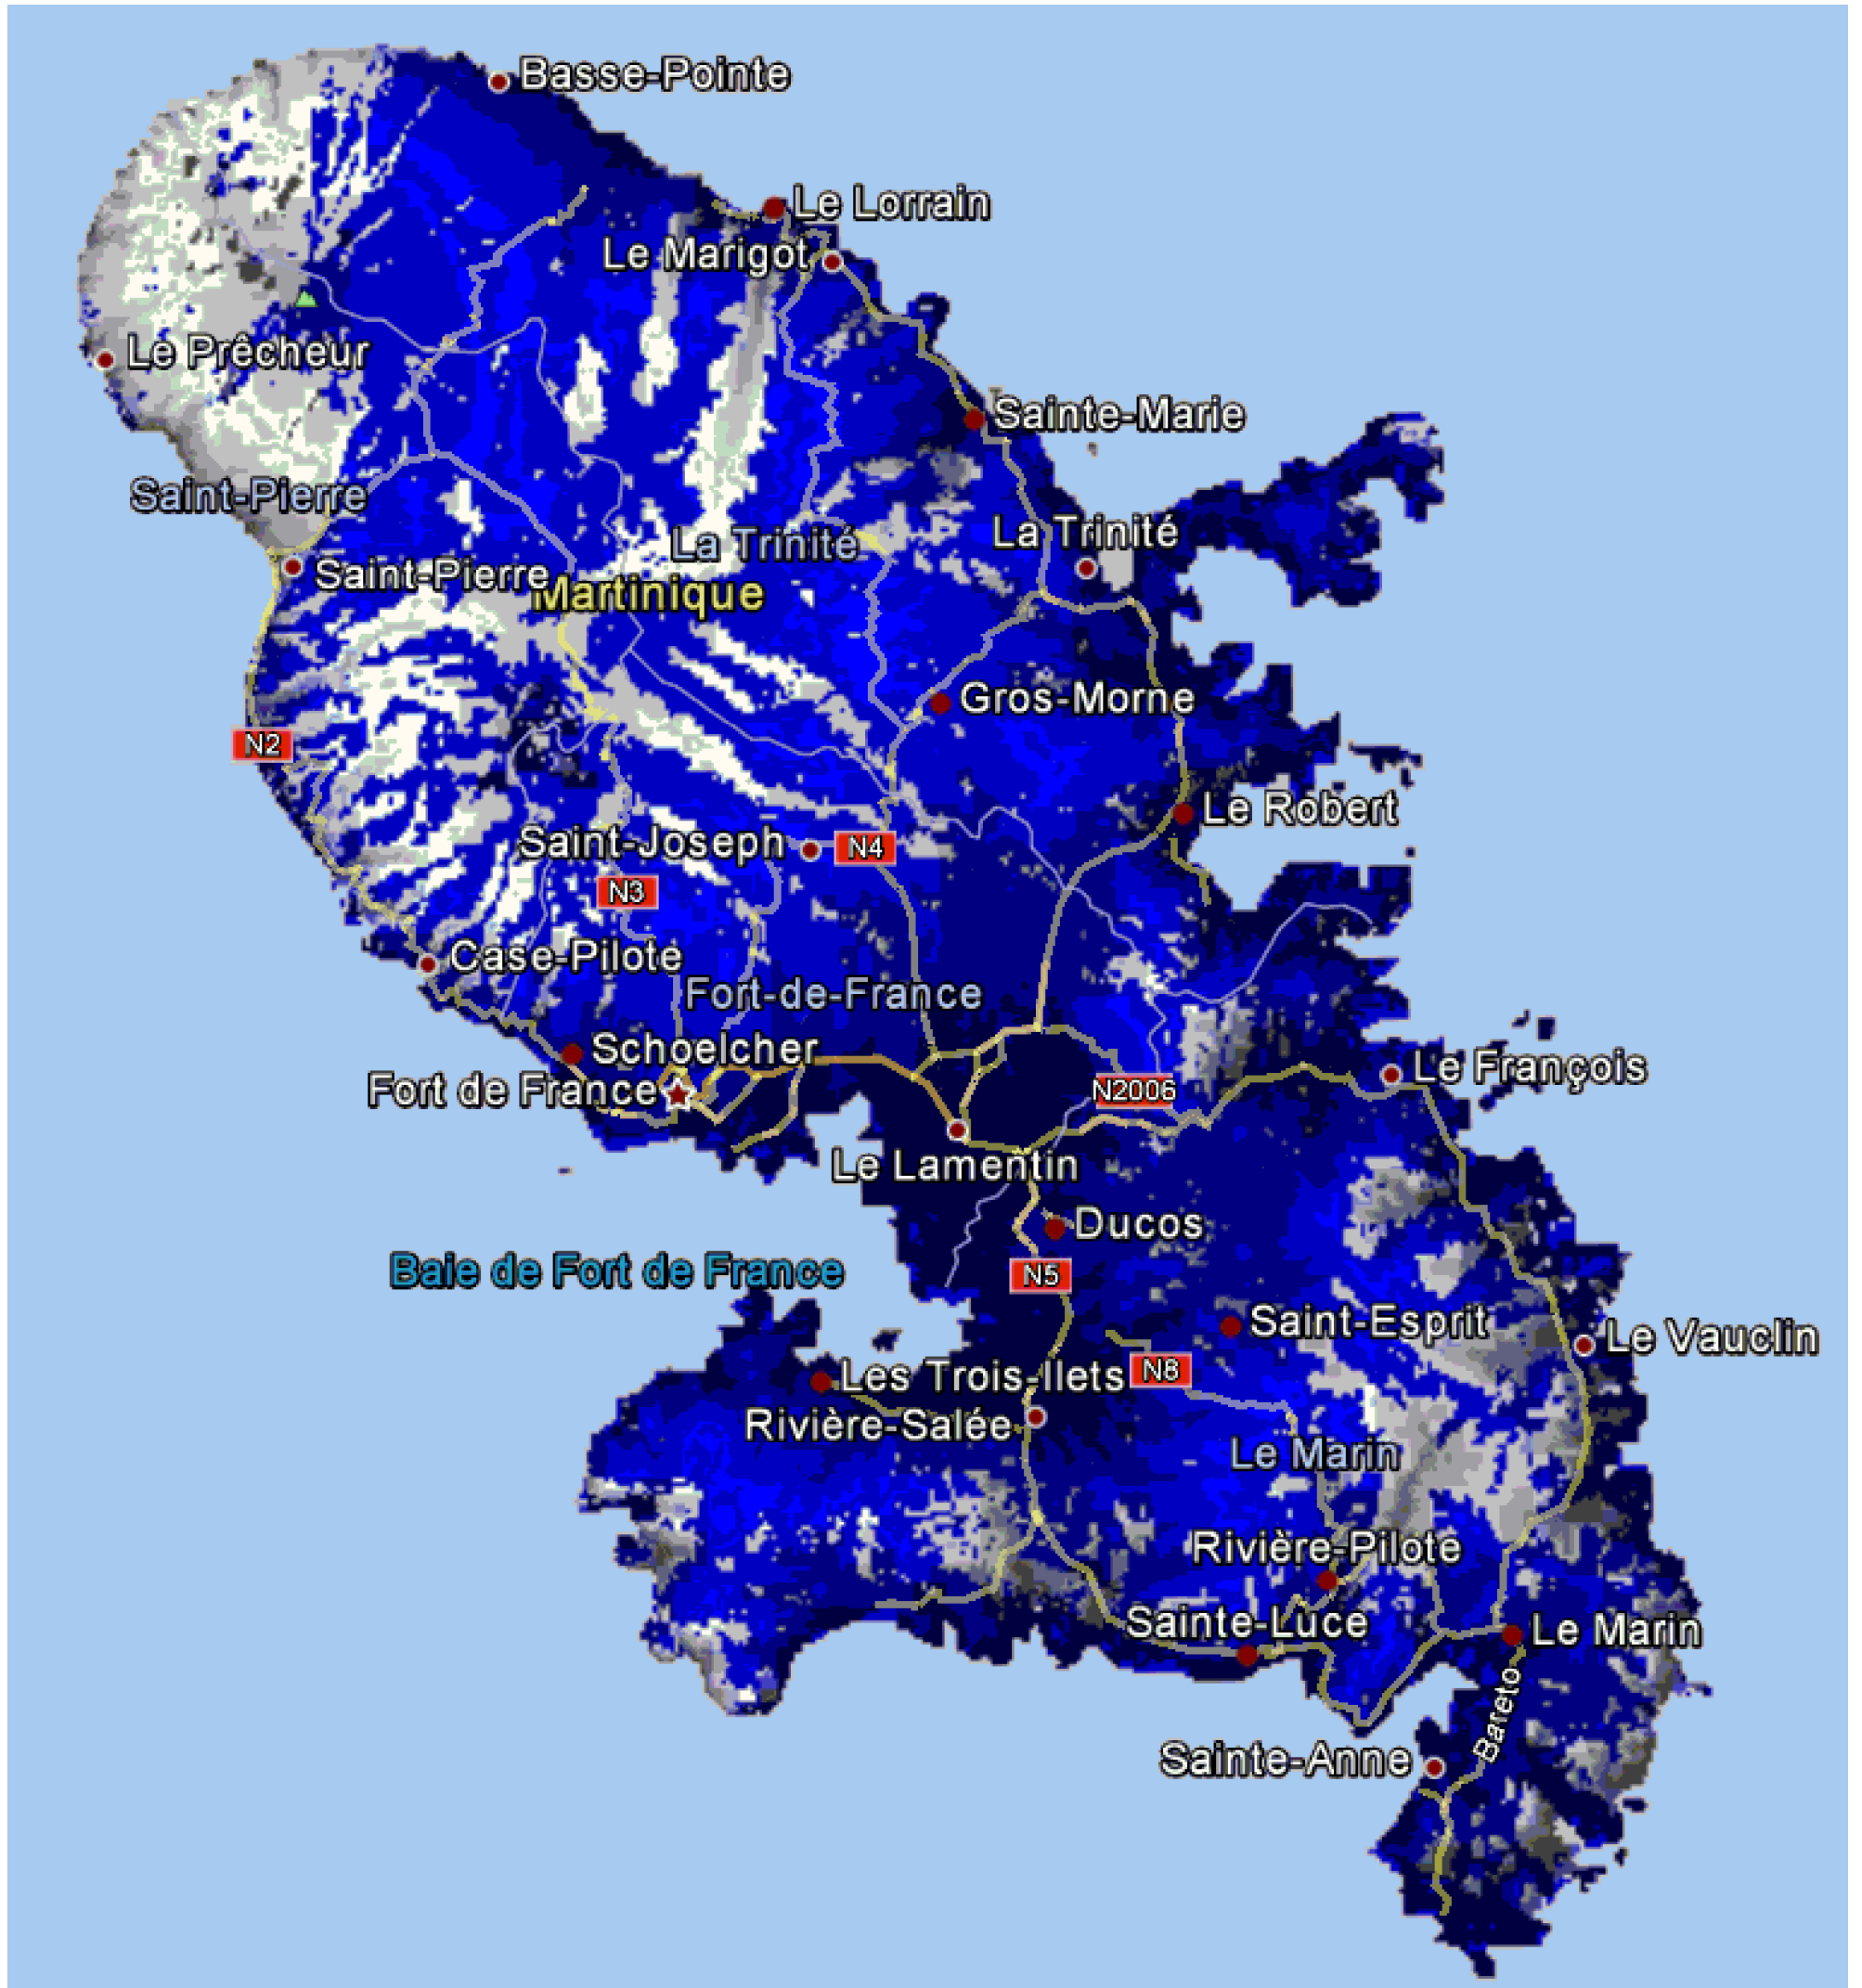 Basse-Pointe
Le Lorrain
Le Marigot
Le Prêcheur
Sainte-Marie
Saint-Pierre
La Trinité
La Trinité
Saint-Pierre
Martinique
Gros-Morne
N2
Le Robert
Saint-Joseph
N4
N3
Case-Pilote
Fort-de-France
Schoelcher
Le François
Fort de France
N2006
Le Lamentin
Ducos
Baie de Fort de France
N5
Saint-Esprit
Le Vauclin
Les Trois-Ilets
N8
Rivière-Salée
Le Marin
Rivière-Pilote
Sainte-Luce
Le Marin
Bareto
Sainte-Anne